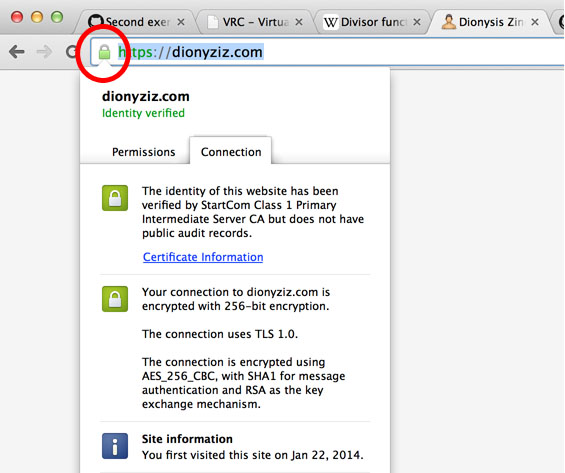 Second exer
VRC - Virtua
Divisor func
Dionysis Zin
https://dionyziz.com
dionyziz.com
Identity verified
Permissions
Connection
The identity of this website has been
verified by StartCom Class 1 Primary
Intermediate Server CA but does not have
public audit records.
Certificate Information
Your connection to dionyziz.com is
encrypted with 256-bit encryption.
The connection uses TLS 1.0.
The connection is encrypted using
AES_256_CBC, with SHA1 for message
authentication and RSA as the key
exchange mechanism.
Site information
You first visited this site on Jan 22, 2014.